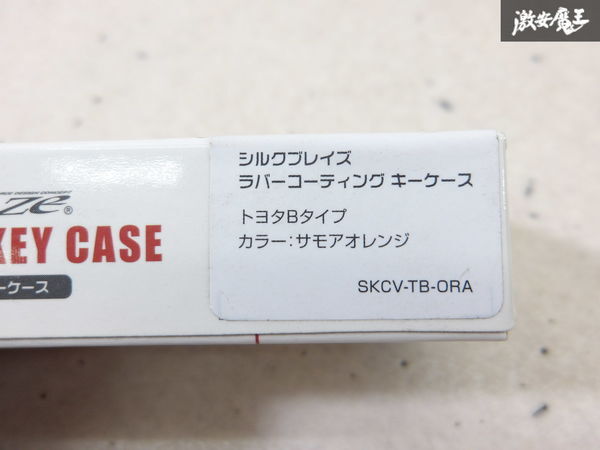 激安魔王
シルクブレイズ
ラバーコーティング キーケース
トヨタBタイプ
カラー:サモアオレンジ
SKCV-TB-ORA
ze®
KEY CASE
ーケース